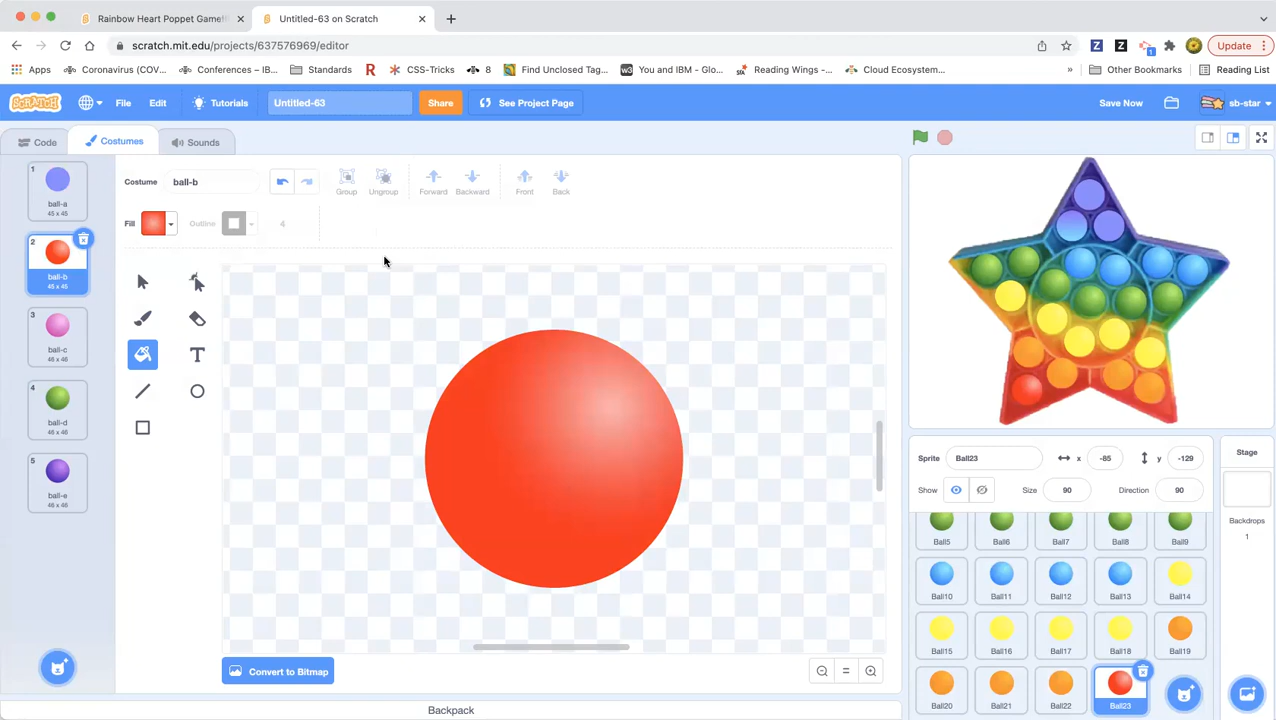 Rainbow Heart Poppet Game!!
Untitled-63 on Scratch
scratch.mit.edu/projects/637576969/editor
Update
Apps
Coronavirus (COV...
Conferences – IB...
Standards
CSS-Tricks
8
Find Unclosed Tag...
You and IBM - Glo...
Reading Wings -...
Cloud Ecosystem...
»
Other Bookmarks
Reading List
SCRATCH
File
Edit
Tutorials
Untitled-63
Share
See Project Page
Save Now
sb-star
Code
Costumes
Sounds
Costume
ball-b
Group
Ungroup
Forward
Backward
Front
Back
Fill
Outline
4
1
ball-a
45 x 45
2
ball-b
45 x 45
3
ball-c
46 x 46
4
ball-d
46 x 46
5
ball-e
46 x 46
T
Convert to Bitmap
Backpack
Sprite
Ball23
x
-85
y
-129
Show
Size
90
Direction
90
Ball5
Ball6
Ball7
Ball8
Ball9
Ball10
Ball11
Ball12
Ball13
Ball14
Ball15
Ball16
Ball17
Ball18
Ball19
Ball20
Ball21
Ball22
Ball23
Stage
Backdrops
1